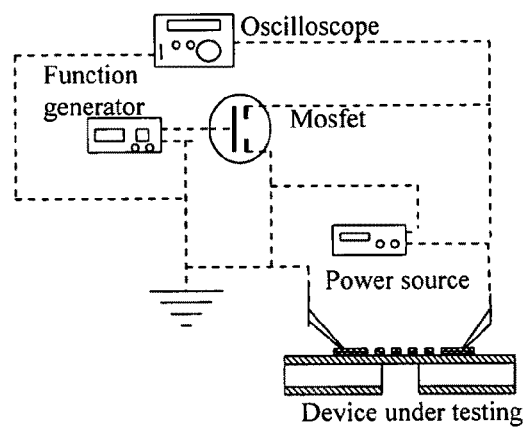 Oscilloscope
Function
generator
Mosfet
Power source
Device under testing